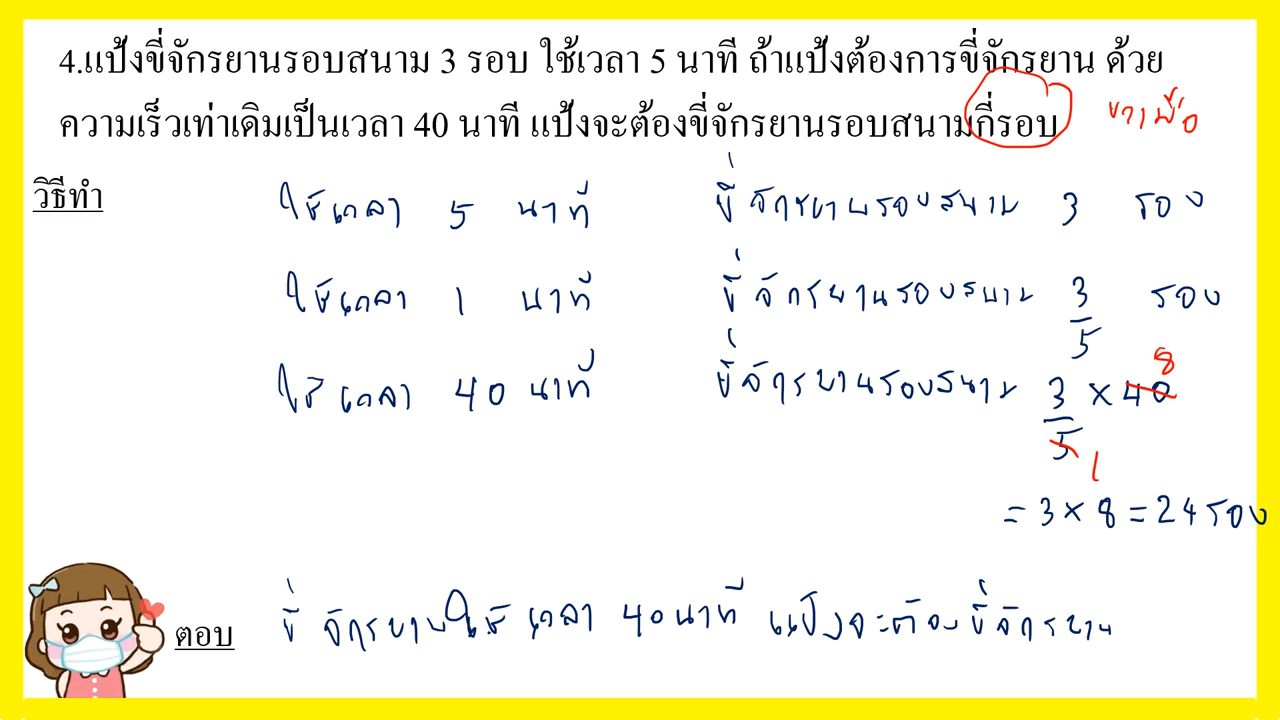 4.แป้งขี่จักรยานรอบสนาม 3 รอบ ใช้เวลา 5 นาที ถ้าแป้งต้องการขี่จักรยาน ด้วย
ความเร็วเท่าเดิมเป็นเวลา 40 นาที แป้งจะต้องขี่จักรยานรอบสนามกี่รอบ ขวามือ
วิธีทำ
ใช้เวลา 5 นาที ขี่จักรยานรอบสนาม 3 รอบ
ใช้เวลา 1 นาที ขี่จักรยานรอบสนาม 3/5 รอบ
ใช้เวลา 40 นาที ขี่จักรยานรอบสนาม 3/5 × 40
8
1
= 3 × 8 = 24 รอบ
ตอบ ขี่จักรยานใช้เวลา 40 นาที แป้งจะต้องขี่จักรยาน